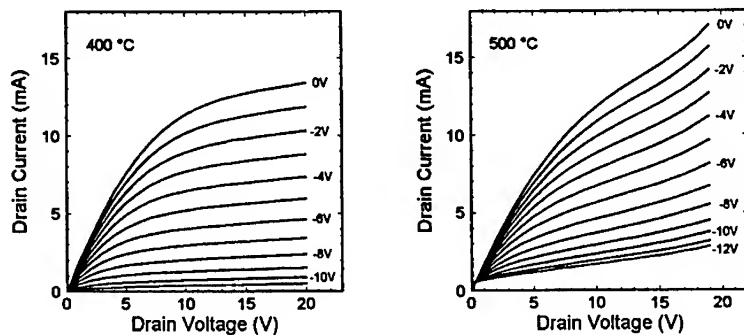 400 °C
0V
-2V
-4V
-6V
-8V
-10V
15
10
5
0
0
5
10
15
20
Drain Current (mA)
Drain Voltage (V)
500 °C
0V
-2V
-4V
-6V
-8V
-10V
-12V
15
10
5
0
0
5
10
15
20
Drain Current (mA)
Drain Voltage (V)